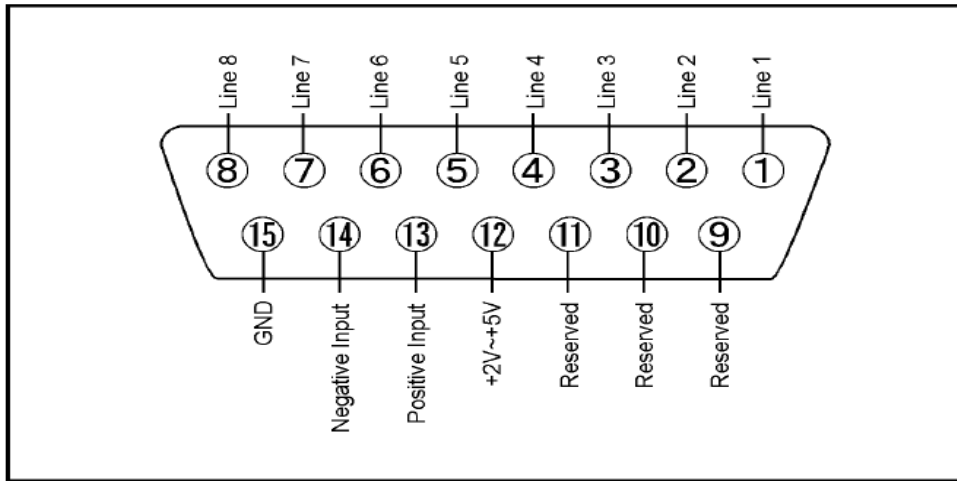 Line 8
Line 7
Line 6
Line 5
Line 4
Line 3
Line 2
Line 1
8
7
6
5
4
3
2
1
15
14
13
12
11
10
9
GND
Negative Input
Positive Input
+2V~+5V
Reserved
Reserved
Reserved